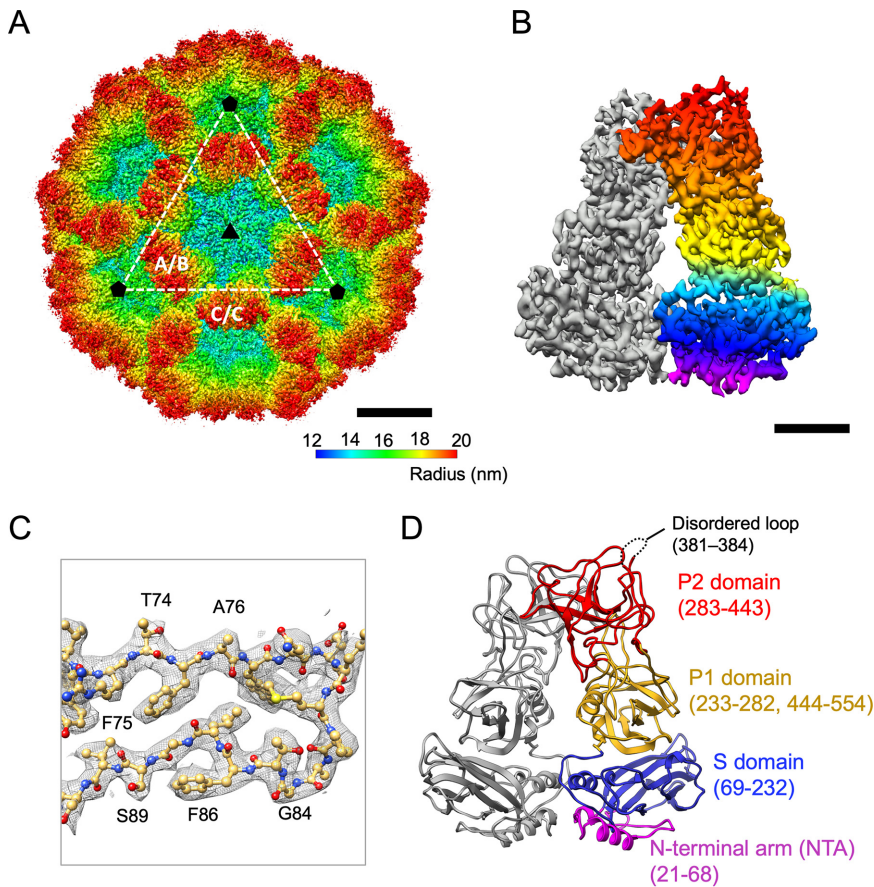 A
B
A/B
C/C
12 14 16 18 20
Radius (nm)
C
D
T74
A76
F75
S89
F86
G84
Disordered loop
(381–384)
P2 domain
(283-443)
P1 domain
(233-282, 444-554)
S domain
(69-232)
N-terminal arm (NTA)
(21-68)